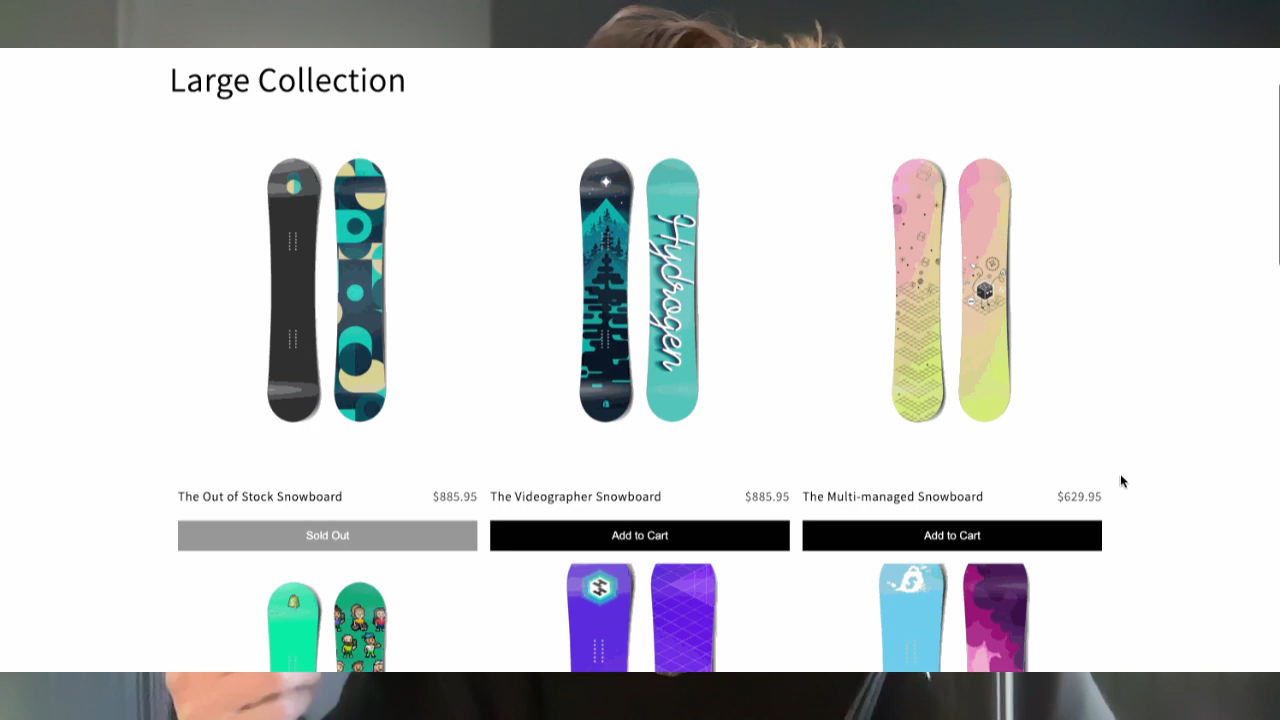 Large Collection
Hydrogen
The Out of Stock Snowboard $885.95
The Videographer Snowboard $885.95
The Multi-managed Snowboard $629.95
Sold Out
Add to Cart
Add to Cart
S